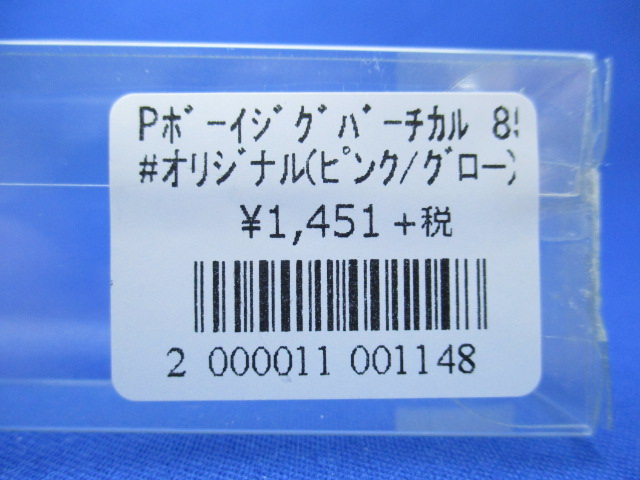 Pﾎﾞｰｲｼﾞｸﾞﾊﾞｰﾁｶﾙ 8
#ｵﾘｼﾞﾅﾙ(ﾋﾟﾝｸ/ｸﾞﾛｰ)
¥1,451+税
2 000011 001148